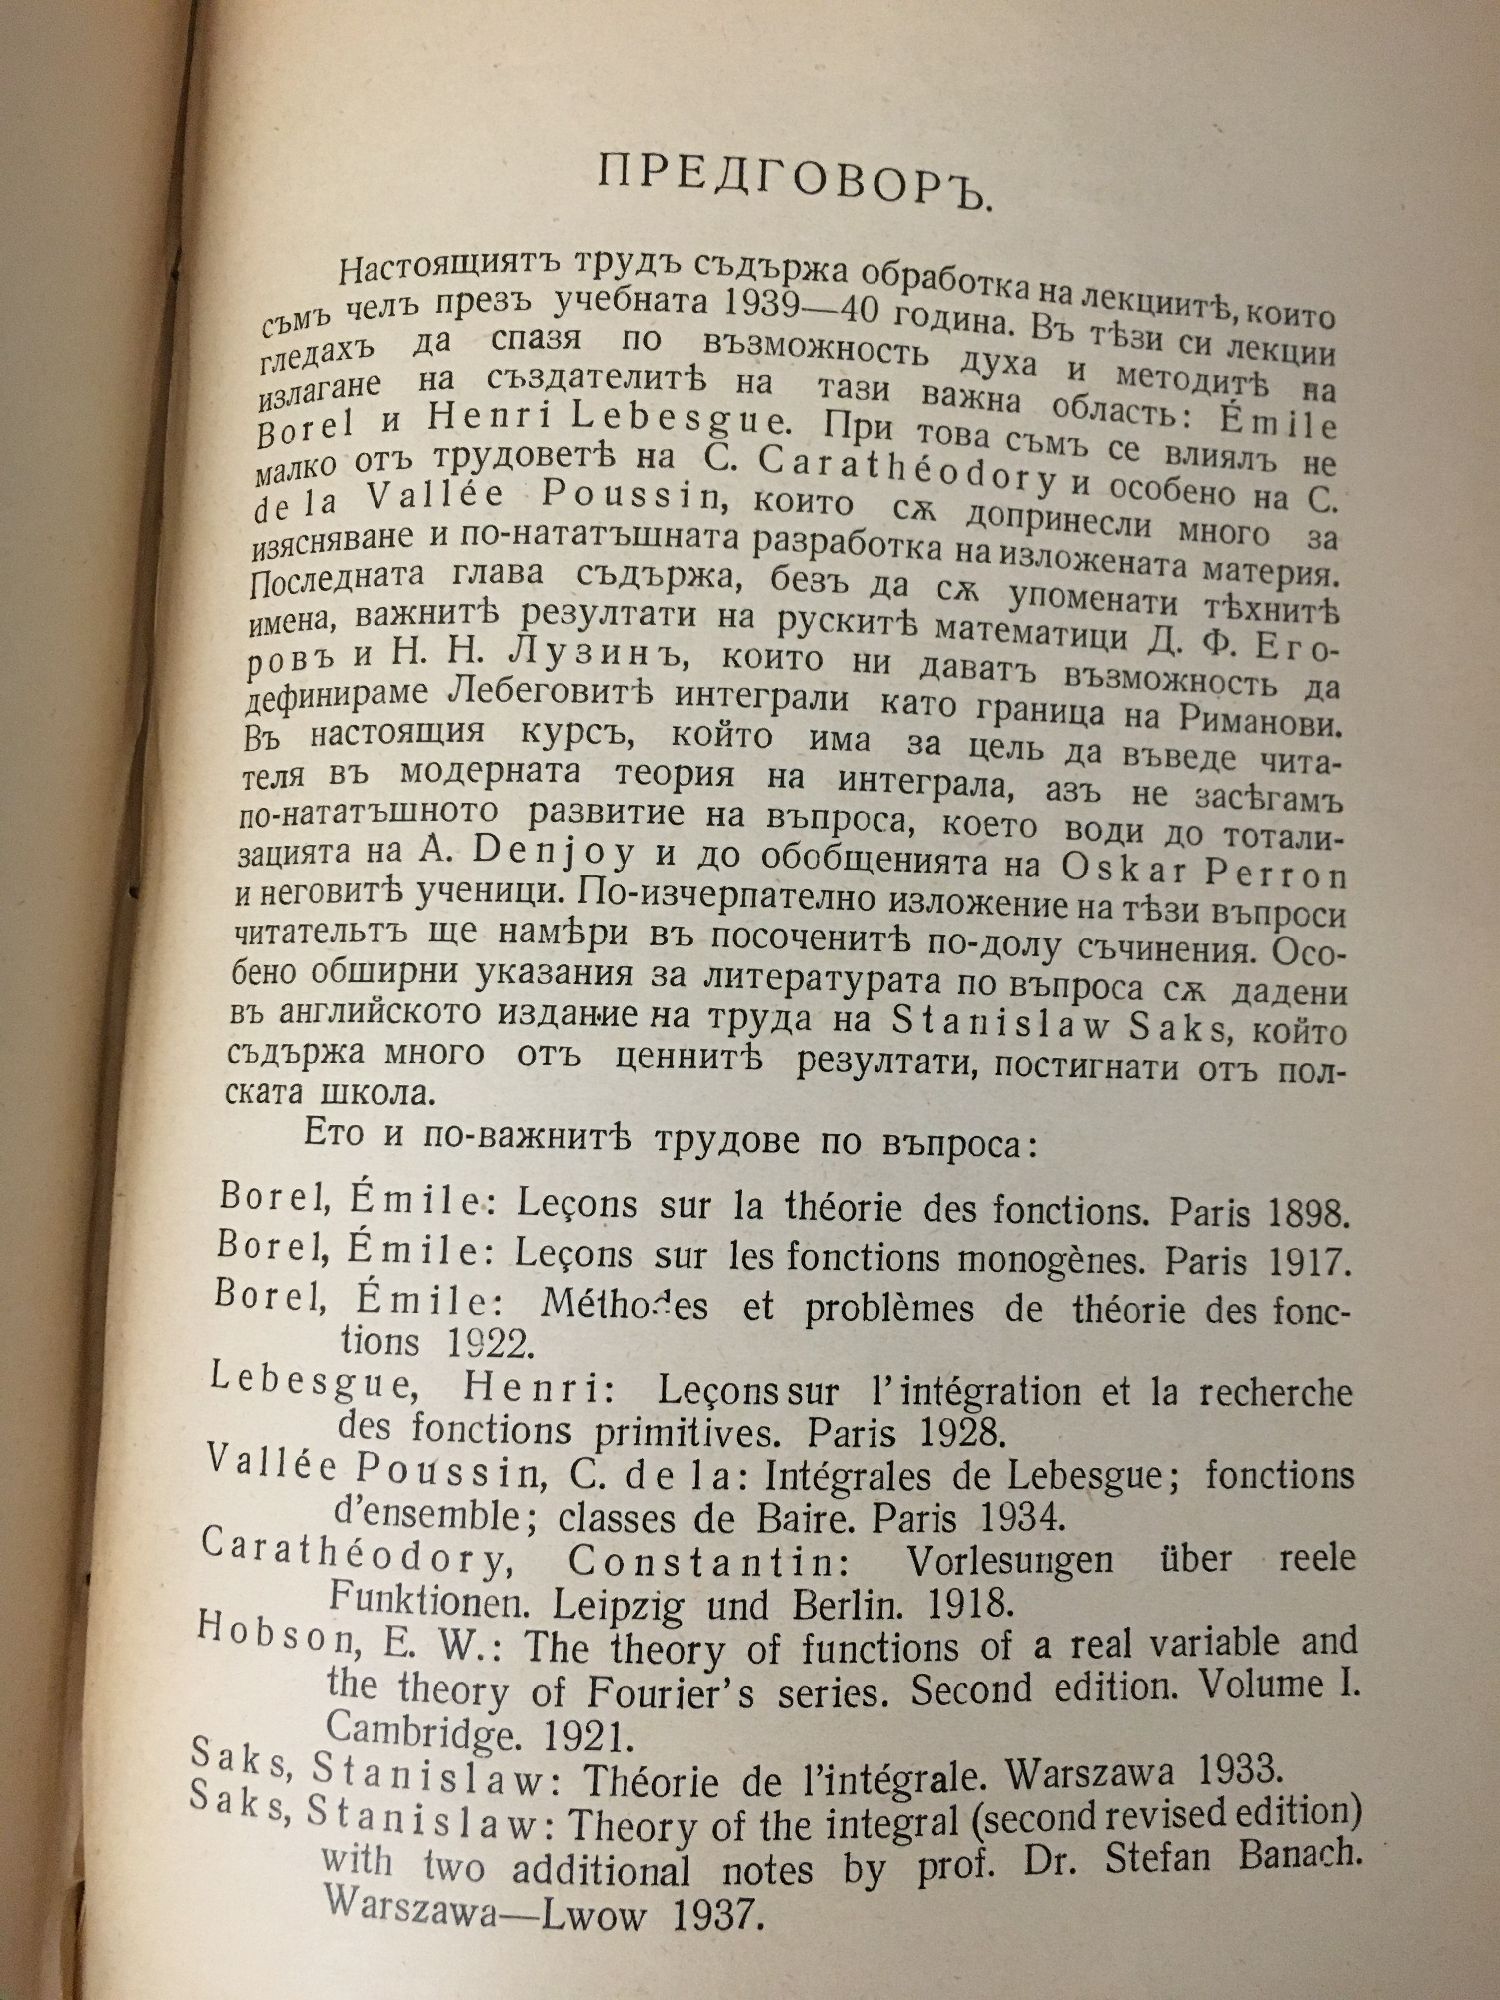 ПРЕДГОВОРЪ.
Настоящиятъ трудъ съдържа обработка на лекциитѣ, които
съмъ челъ презъ учебната 1939—40 година. Въ тѣзи си лекции
гледахъ да спазя по възможность духа и методитѣ на
излагане на създателитѣ на тази важна область: Émile
Borel и Henri Lebesgue. При това съмъ се влиялъ не
малко отъ трудоветѣ на C. Carathéodory и особено на C.
de la Vallée Poussin, които сѫ допринесли много за
изясняване и по-нататъшната разработка на изложената материя.
Последната глава съдържа, безъ да сѫ упоменати тѣхнитѣ
имена, важнитѣ резултати на рускитѣ математици Д. Ф. Его-
ровъ и Н. Н. Лузинъ, които ни даватъ възможность да
дефинираме Лебеговитѣ интеграли като граница на Риманови.
Въ настоящия курсъ, който има за цель да въведе чита-
теля въ модерната теория на интеграла, азъ не засѣгамъ
по-нататъшното развитие на въпроса, което води до тотали-
зацията на A. Denjoy и до обобщенията на Oskar Perron
и неговитѣ ученици. По-изчерпателно изложение на тѣзи въпроси
читательтъ ще намѣри въ посоченитѣ по-долу съчинения. Осо-
бено обширни указания за литературата по въпроса сѫ дадени
въ английското издание на труда на Stanislaw Saks, който
съдържа много отъ ценнитѣ резултати, постигнати отъ пол-
ската школа.
Ето и по-важнитѣ трудове по въпроса:
Borel, Émile: Leçons sur la théorie des fonctions. Paris 1898.
Borel, Émile: Leçons sur les fonctions monogènes. Paris 1917.
Borel, Émile: Méthodes et problèmes de théorie des fonc-
tions 1922.
Lebesgue, Henri: Leçons sur l'intégration et la recherche
des fonctions primitives. Paris 1928.
Vallée Poussin, C. de la: Intégrales de Lebesgue; fonctions
d'ensemble; classes de Baire. Paris 1934.
Carathéodory, Constantin: Vorlesungen über reele
Funktionen. Leipzig und Berlin. 1918.
Hobson, E. W.: The theory of functions of a real variable and
the theory of Fourier's series. Second edition. Volume I.
Cambridge. 1921.
Saks, Stanislaw: Théorie de l'intégrale. Warszawa 1933.
Saks, Stanislaw: Theory of the integral (second revised edition)
with two additional notes by prof. Dr. Stefan Banach.
Warszawa—Lwow 1937.